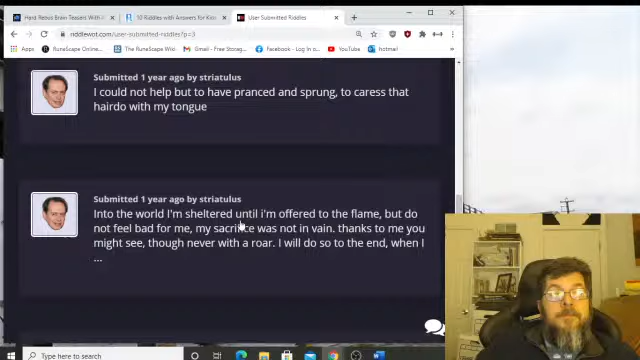 Hard Rebus Brain Teasers With
10 Riddles with Answers for Kids
User Submitted Riddles
riddlewot.com/user-submitted-riddles?p=3
Apps
RuneScape Online
The RuneScape Wiki
Gmail - Free Storag...
Facebook - Log In o...
YouTube
hotmail
Submitted 1 year ago by striatulus
I could not help but to have pranced and sprung, to caress that
hairdo with my tongue
Submitted 1 year ago by striatulus
Into the world I'm sheltered until i'm offered to the flame, but do
not feel bad for me, my sacrifice was not in vain. thanks to me you
might see, though never with a roar. I will do so to the end, when I
...
Type here to search